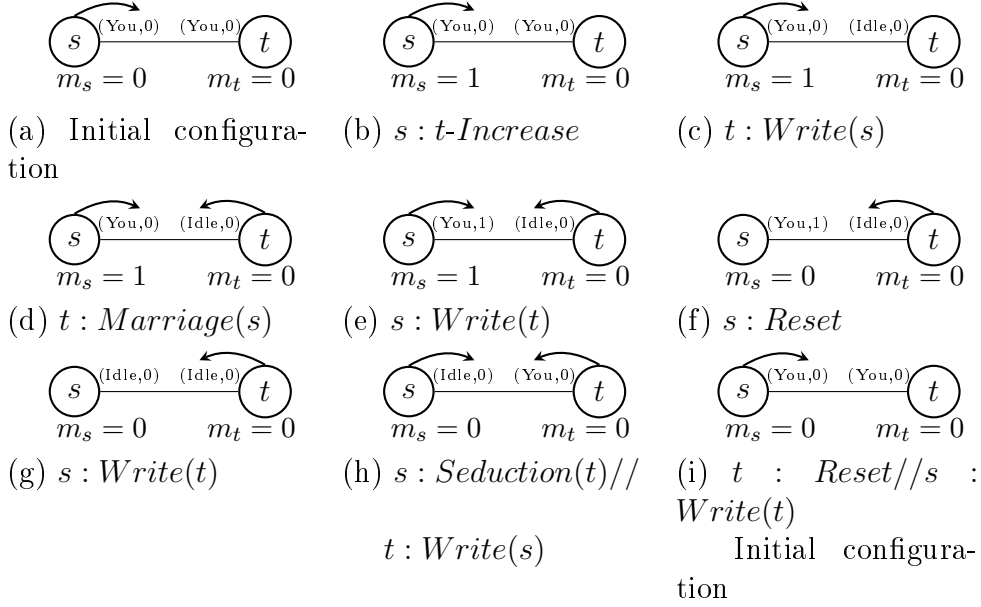 (You,0) (You,0) (You,0) (You,0) (You,0) (Idle,0)
s t s t s t
m_s = 0 m_t = 0 m_s = 1 m_t = 0 m_s = 1 m_t = 0
(a) Initial configura- (b) s : t-Increase (c) t : Write(s)
tion
(You,0) (Idle,0) (You,1) (Idle,0) (You,1) (Idle,0)
s t s t s t
m_s = 1 m_t = 0 m_s = 1 m_t = 0 m_s = 0 m_t = 0
(d) t : Marriage(s) (e) s : Write(t) (f) s : Reset
(Idle,0) (Idle,0) (Idle,0) (You,0) (You,0) (You,0)
s t s t s t
m_s = 0 m_t = 0 m_s = 0 m_t = 0 m_s = 0 m_t = 0
(g) s : Write(t) (h) s : Seduction(t)// (i) t : Reset//s :
Write(t)
t : Write(s) Initial configura-
tion